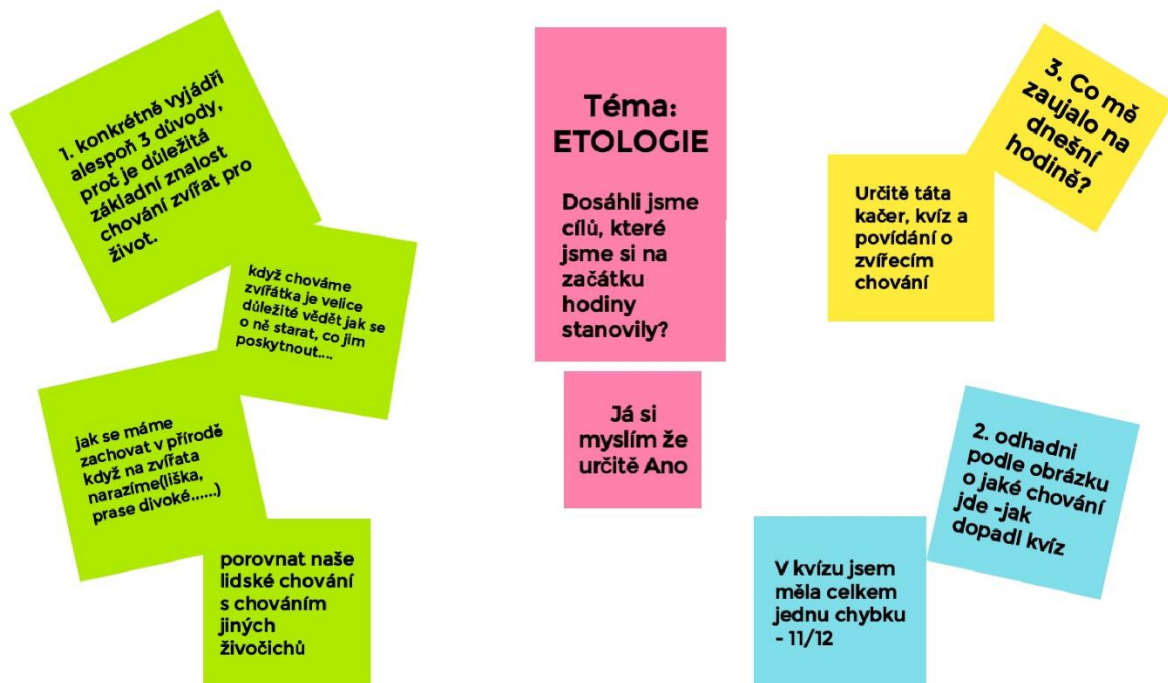 1. konkrétně vyjádři
alespoň 3 důvody,
proč je důležitá
základní znalost
chování zvířat pro
život.
když chováme
zvířátka je velice
důležité vědět jak se
o ně starat, co jim
poskytnout....
jak se máme
zachovat v přírodě
když na zvířata
narazíme(liška,
prase divoké......)
porovnat naše
lidské chování
s chováním
jiných
živočichů
Téma:
ETOLOGIE
Dosáhli jsme
cílů, které
jsme si na
začátku
hodiny
stanovily?
Já si
myslím že
určitě Ano
3. Co mě
zaujalo na
dnešní
hodině?
Určitě táta
kačer, kvíz a
povídání o
zvířecím
chování
2. odhadni
podle obrázku
o jaké chování
jde -jak
dopadl kvíz
V kvízu jsem
měla celkem
jednu chybku
- 11/12